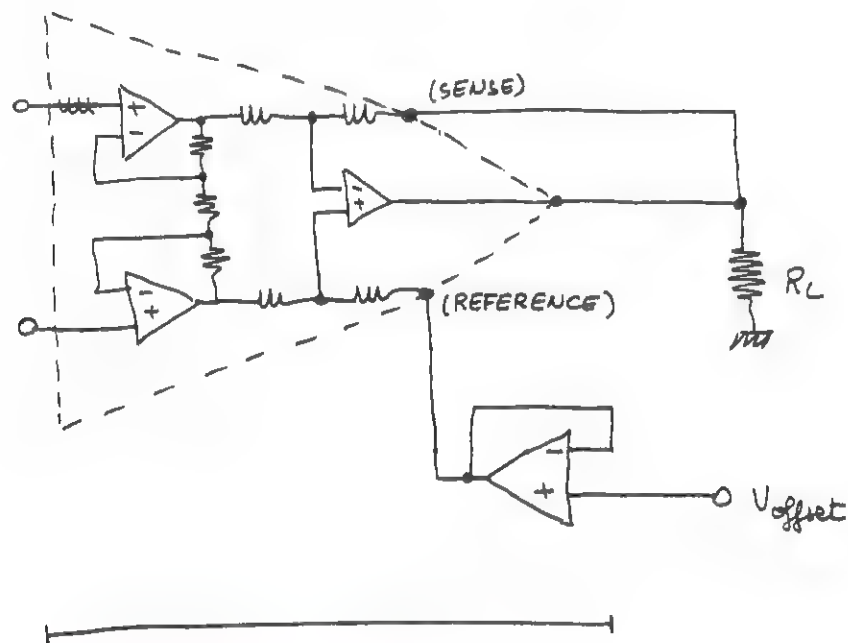 (SENSE)
+
-
-
+
-
+
(REFERENCE)
RL
-
+
Voffset